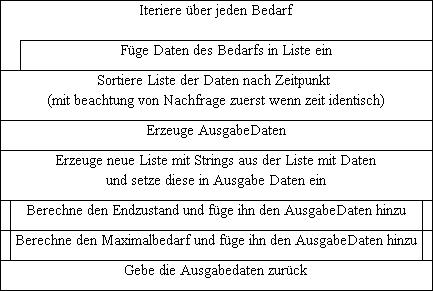 Iteriere über jeden Bedarf
Füge Daten des Bedarfs in Liste ein
Sortiere Liste der Daten nach Zeitpunkt
(mit beachtung von Nachfrage zuerst wenn zeit identisch)
Erzeuge AusgabeDaten
Erzeuge neue Liste mit Strings aus der Liste mit Daten
und setze diese in Ausgabe Daten ein
Berechne den Endzustand und füge ihn den AusgabeDaten hinzu
Berechne den Maximalbedarf und füge ihn den AusgabeDaten hinzu
Gebe die Ausgabedaten zurück